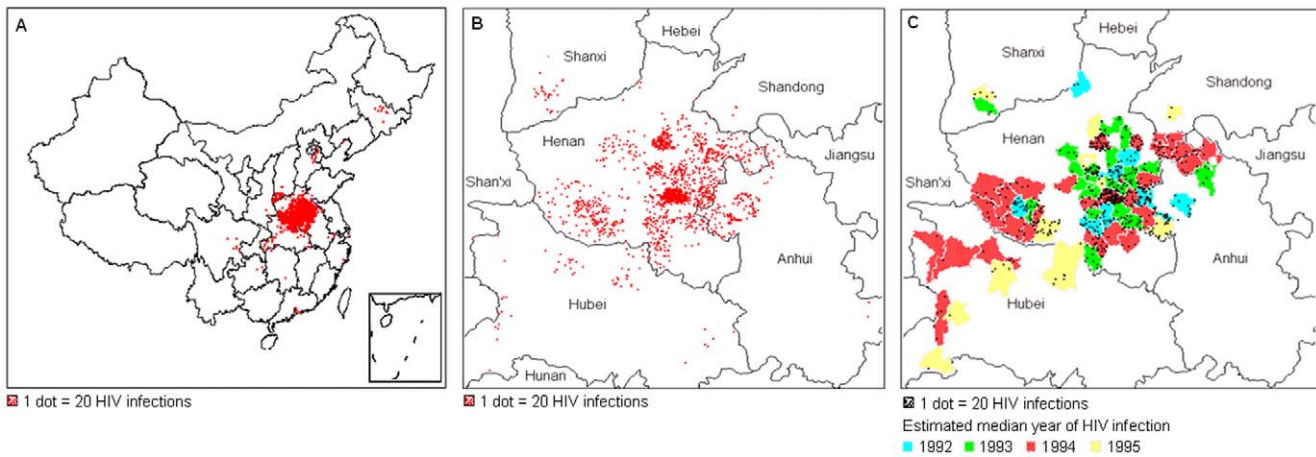 A
1 dot = 20 HIV infections
B
Hebei
Shanxi
Shandong
Henan
Jiangsu
Shan'xi
Anhui
Hubei
Hunan
1 dot = 20 HIV infections
C
Hebei
Shanxi
Shandong
Henan
Jiangsu
Shan'xi
Anhui
Hubei
1 dot = 20 HIV infections
Estimated median year of HIV infection
1992 1993 1994 1995